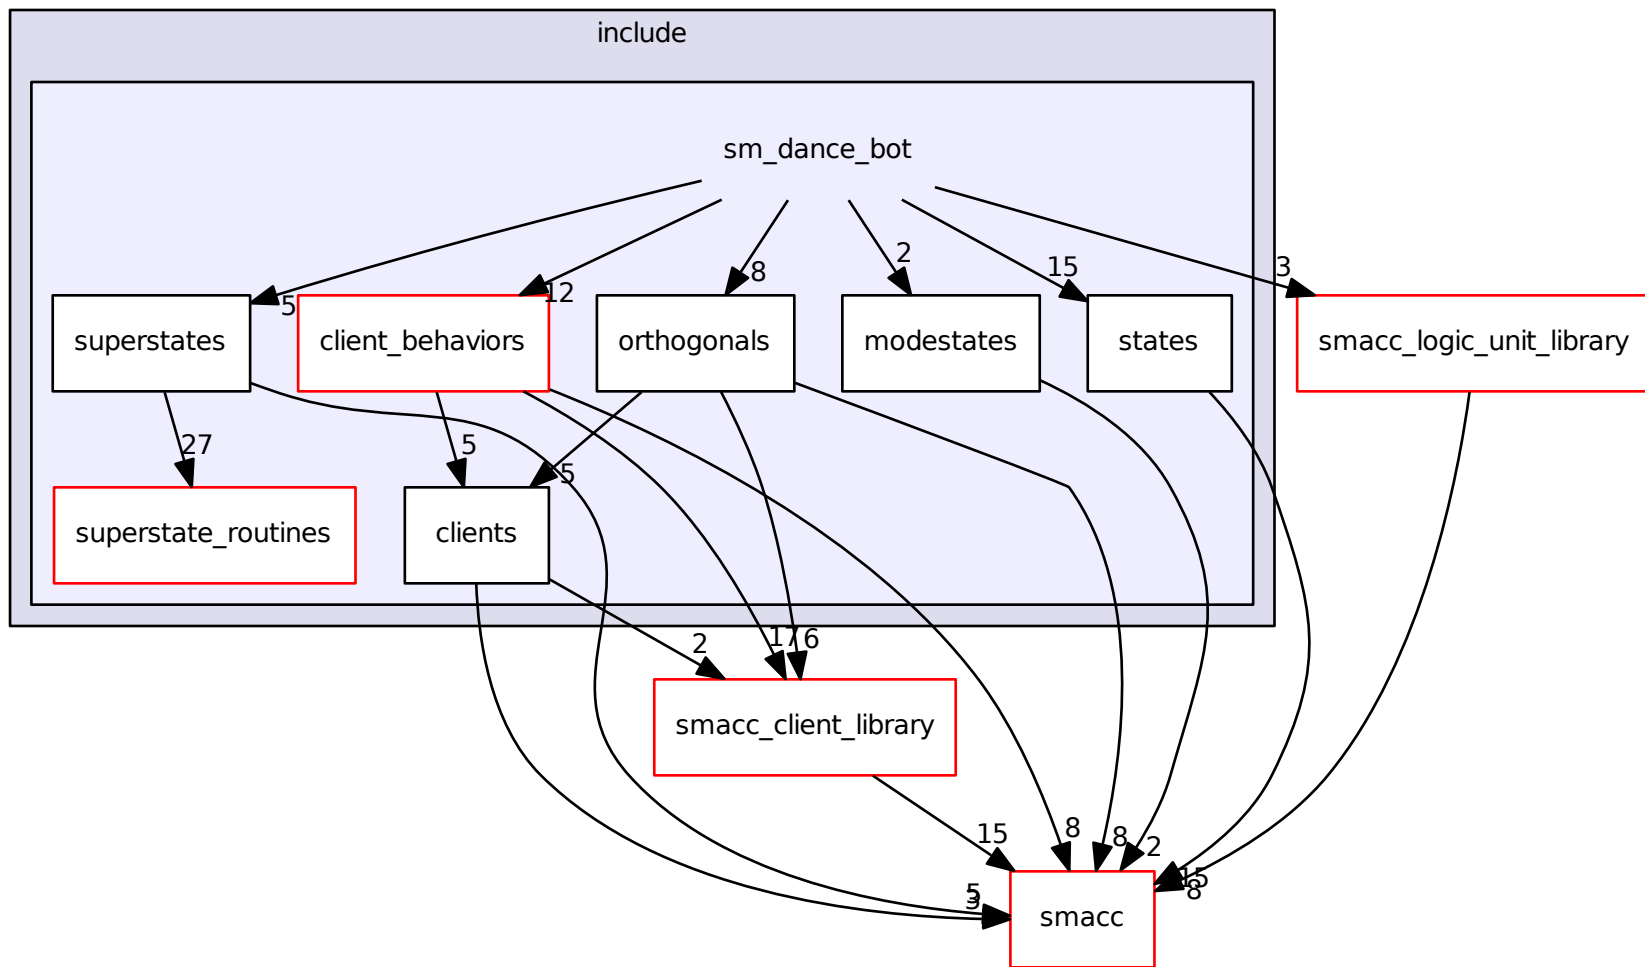 include
sm_dance_bot
2
3
15
8
12
5
superstates
client_behaviors
orthogonals
modestates
states
smacc_logic_unit_library
27
5
5
superstate_routines
clients
2
17
6
smacc_client_library
15
8
8
2
15
8
5
smacc